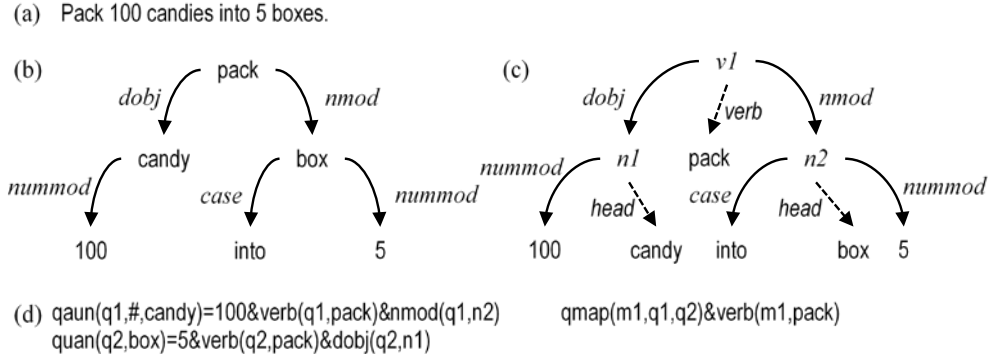 (a) Pack 100 candies into 5 boxes.
(b) pack
dobj nmod
candy box
nummod case nummod
100 into 5
(c) v1
dobj verb nmod
n1 pack n2
nummod head case head nummod
100 candy into box 5
(d) qaun(q1,#,candy)=100&verb(q1,pack)&nmod(q1,n2) qmap(m1,q1,q2)&verb(m1,pack)
quan(q2,box)=5&verb(q2,pack)&dobj(q2,n1)